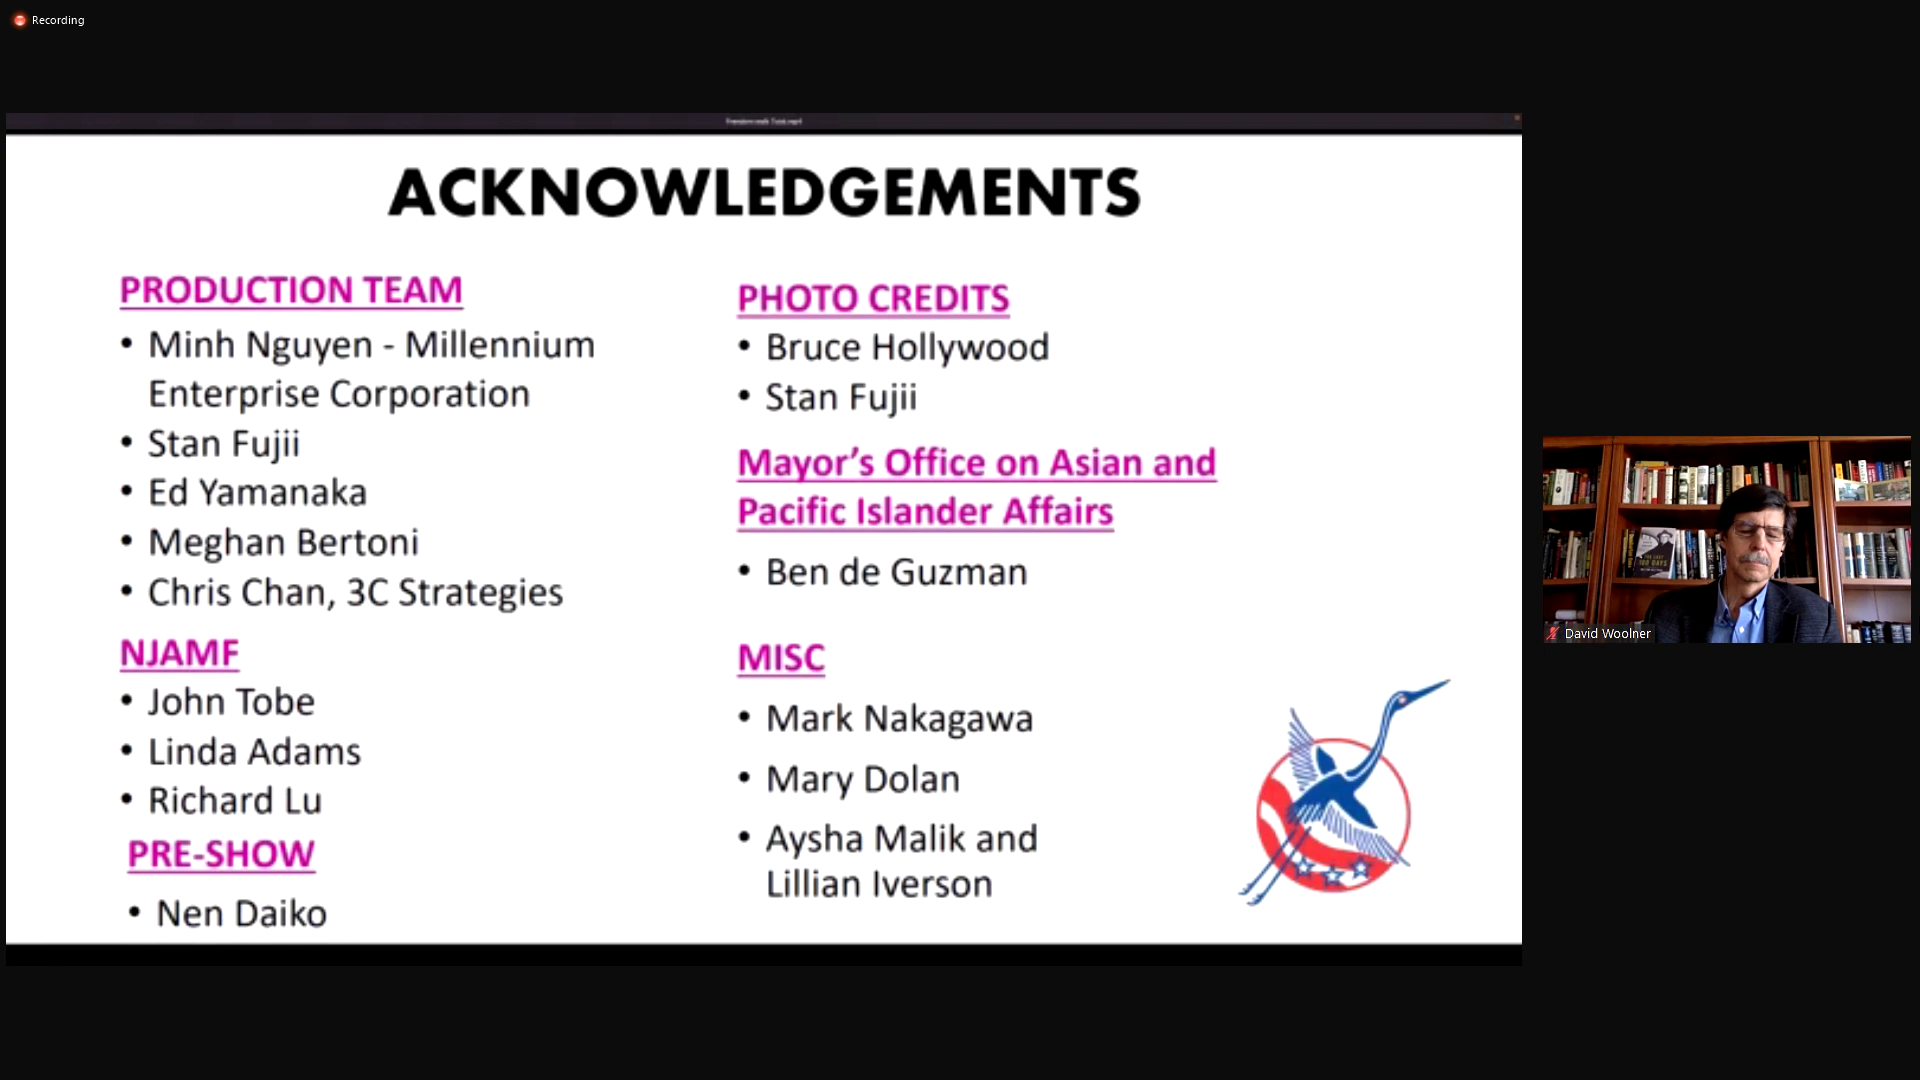 Recording
ACKNOWLEDGEMENTS
PRODUCTION TEAM
• Minh Nguyen - Millennium
Enterprise Corporation
• Stan Fujii
• Ed Yamanaka
• Meghan Bertoni
• Chris Chan, 3C Strategies
NJAMF
• John Tobe
• Linda Adams
• Richard Lu
PRE-SHOW
• Nen Daiko
PHOTO CREDITS
• Bruce Hollywood
• Stan Fujii
Mayor’s Office on Asian and
Pacific Islander Affairs
• Ben de Guzman
MISC
• Mark Nakagawa
• Mary Dolan
• Aysha Malik and
Lillian Iverson
100 DAYS
David Woolner